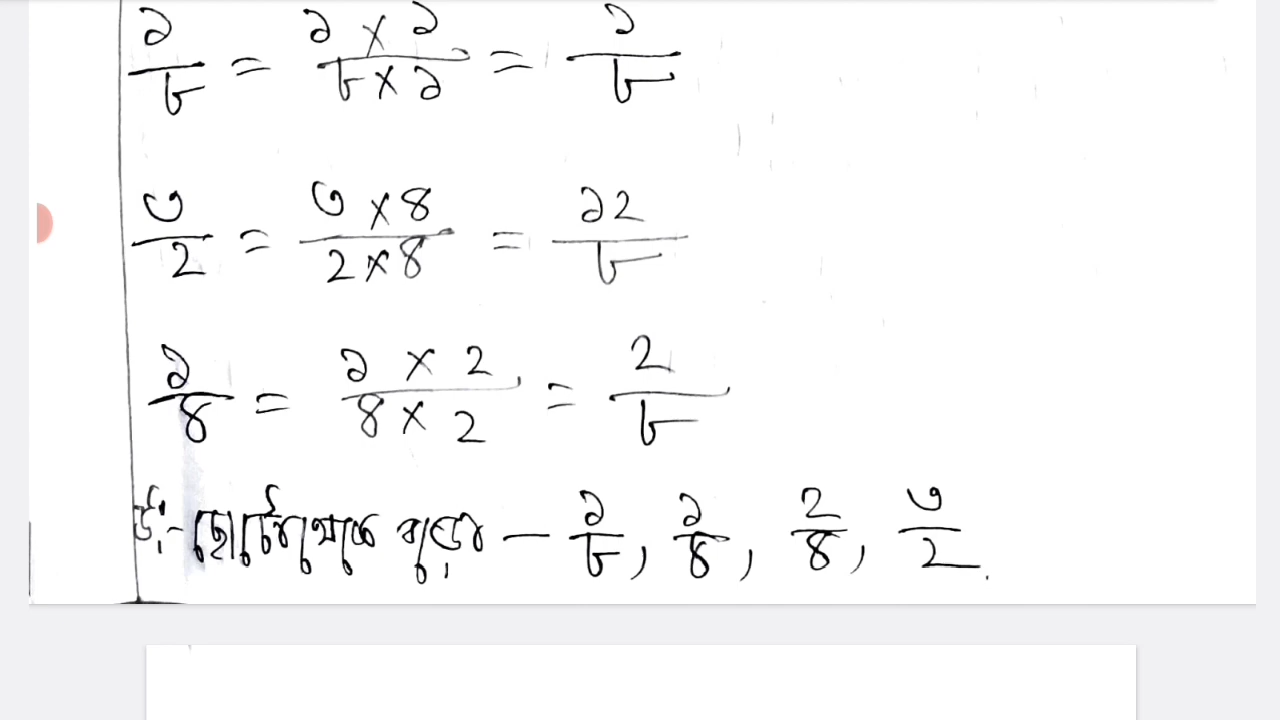 ১/৮ = ১ × ১ / ৮ × ১ = ১/৮
৩/২ = ৩ × ৪ / ২ × ৪ = ১২/৮
১/৪ = ১ × ২ / ৪ × ২ = ২/৮
উঃ- ছোটো থেকে বড়ো — ১/৮, ১/৪, ২/৪, ৩/২.